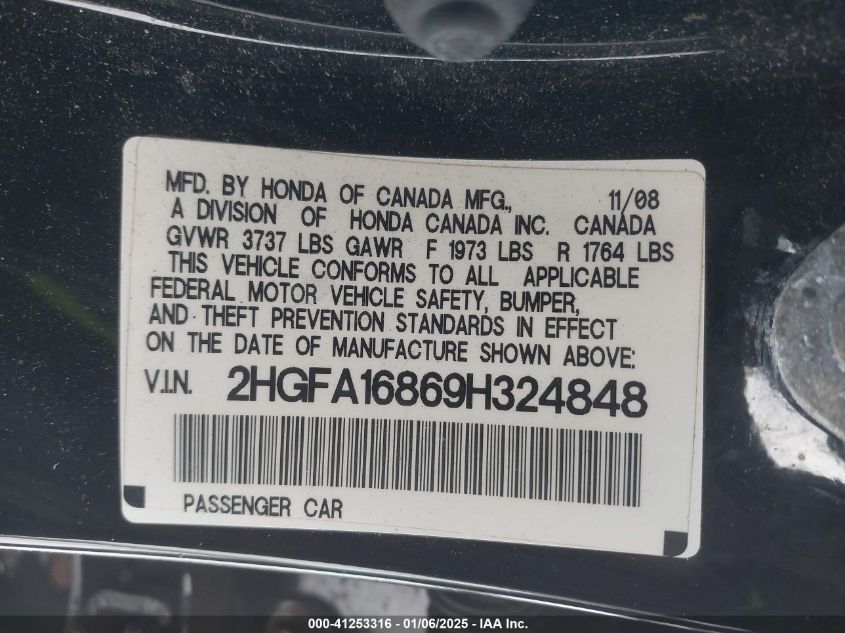 MFD. BY HONDA OF CANADA MFG., 11/08
A DIVISION OF HONDA CANADA INC. CANADA
GVWR 3737 LBS GAWR F 1973 LBS R 1764 LBS
THIS VEHICLE CONFORMS TO ALL APPLICABLE
FEDERAL MOTOR VEHICLE SAFETY, BUMPER,
AND THEFT PREVENTION STANDARDS IN EFFECT
ON THE DATE OF MANUFACTURE SHOWN ABOVE:
V.I.N. 2HGFA16869H324848
PASSENGER CAR
000-41253316 - 01/06/2025 - IAA Inc.